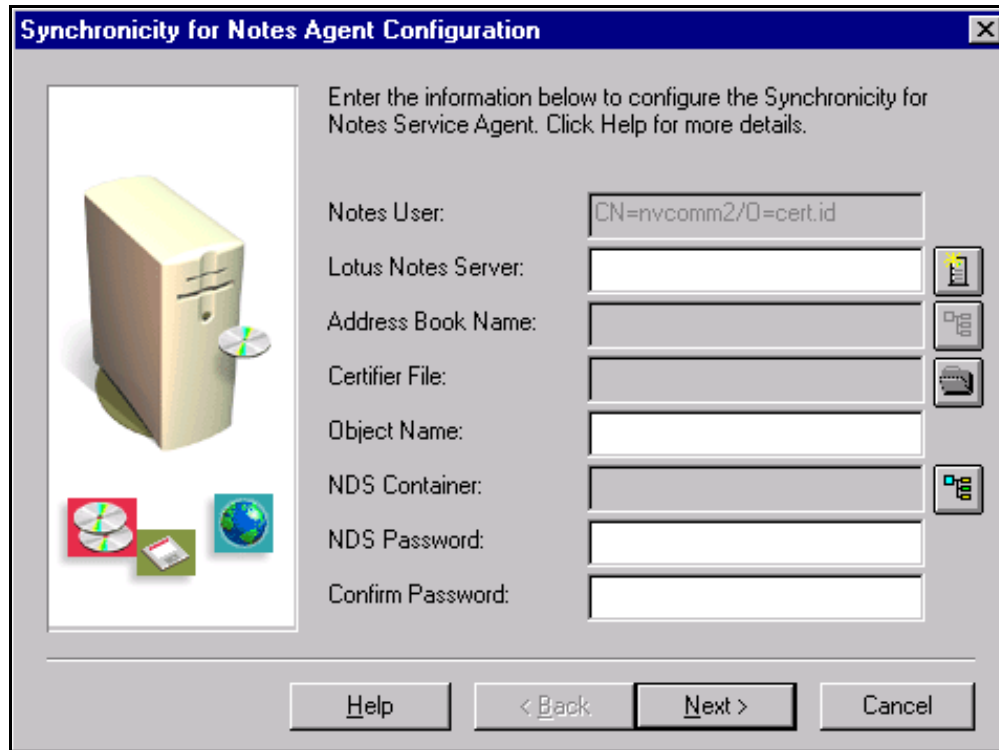 Synchronicity for Notes Agent Configuration
Enter the information below to configure the Synchronicity for
Notes Service Agent. Click Help for more details.
Notes User: CN=nvcomm2/O=cert.id
Lotus Notes Server:
Address Book Name:
Certifier File:
Object Name:
NDS Container:
NDS Password:
Confirm Password:
Help < Back Next > Cancel